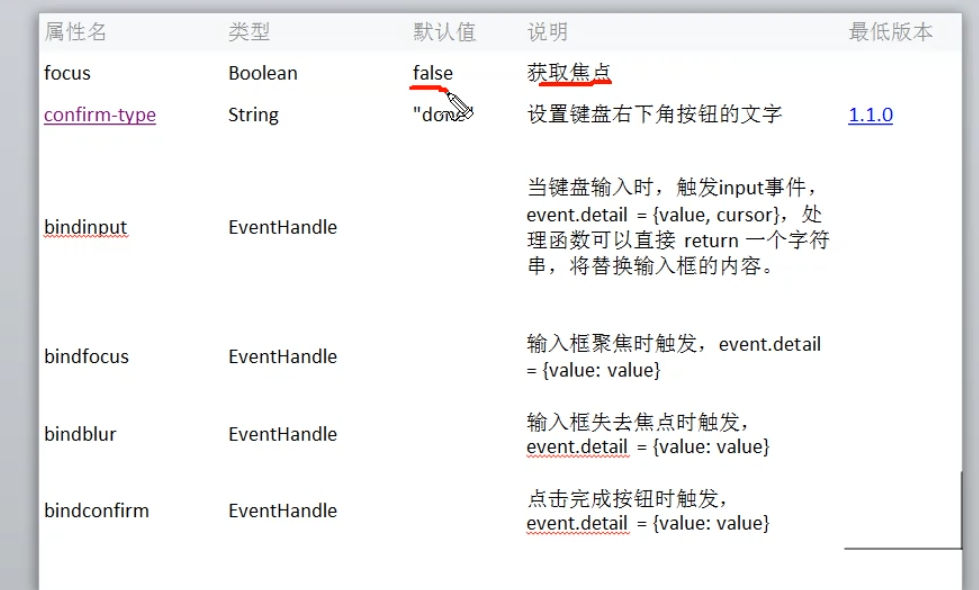 属性名 类型 默认值 说明 最低版本
focus Boolean false 获取焦点
confirm-type String "done" 设置键盘右下角按钮的文字 1.1.0
当键盘输入时，触发input事件，
bindinput EventHandle event.detail = {value, cursor}，处
理函数可以直接 return 一个字符
串，将替换输入框的内容。
输入框聚焦时触发，event.detail
bindfocus EventHandle = {value: value}
输入框失去焦点时触发，
bindblur EventHandle event.detail = {value: value}
点击完成按钮时触发，
bindconfirm EventHandle event.detail = {value: value}